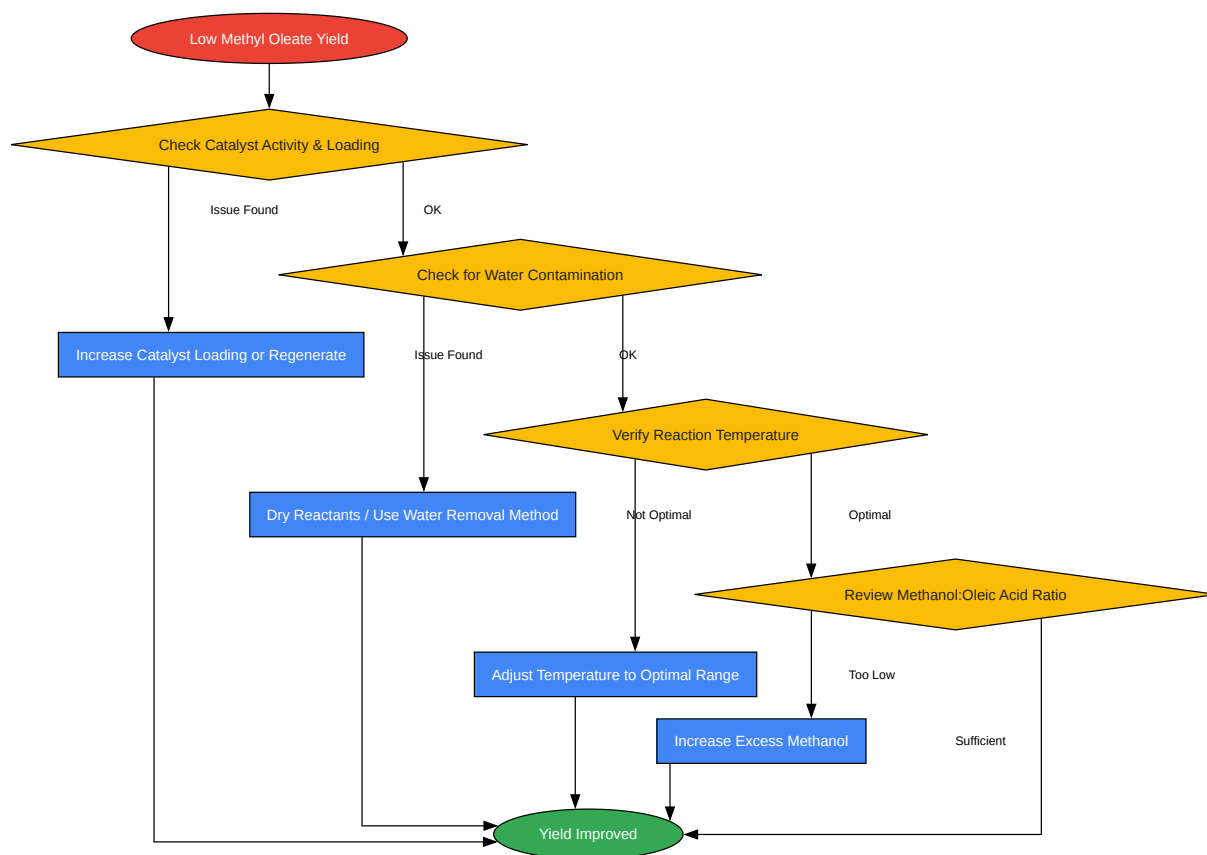 Low Methyl Oleate Yield
Check Catalyst Activity & Loading
Issue Found
OK
Check for Water Contamination
Increase Catalyst Loading or Regenerate
Issue Found
OK
Verify Reaction Temperature
Dry Reactants / Use Water Removal Method
Not Optimal
Optimal
Review Methanol:Oleic Acid Ratio
Adjust Temperature to Optimal Range
Too Low
Increase Excess Methanol
Sufficient
Yield Improved